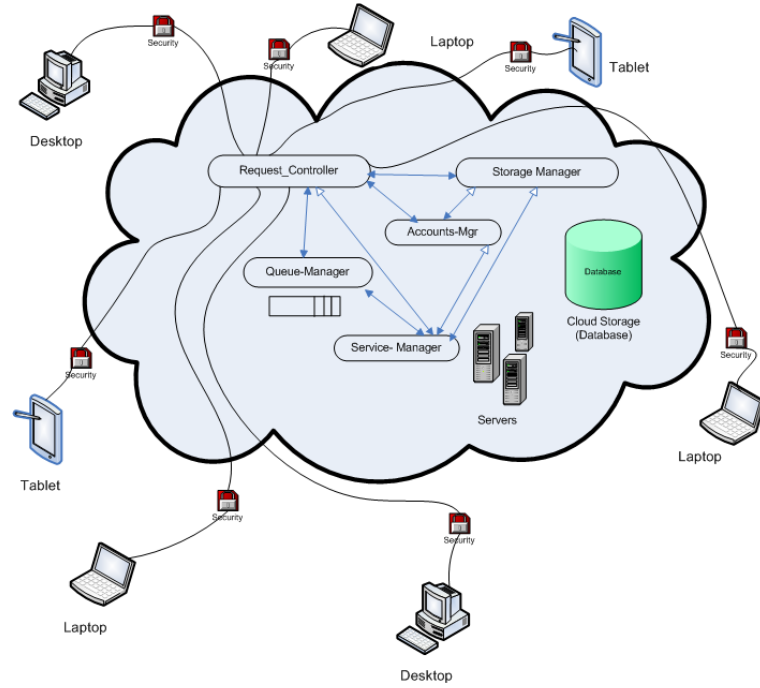 Security
Security
Laptop
Security
Tablet
Desktop
Request_Controller
Storage Manager
Accounts-Mgr
Queue-Manager
Database
Cloud Storage
(Database)
Service- Manager
Security
Security
Servers
Laptop
Tablet
Security
Security
Laptop
Desktop